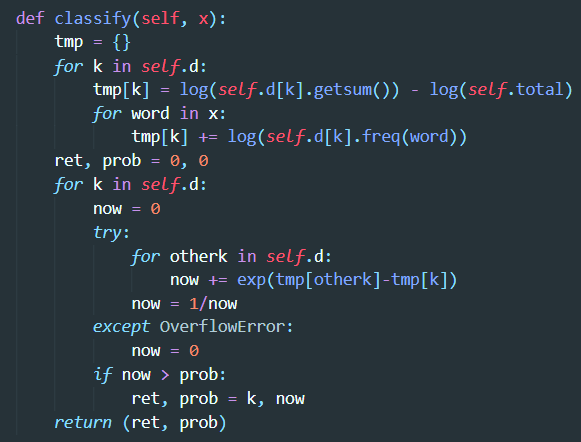 def classify(self, x):
    tmp = {}
    for k in self.d:
        tmp[k] = log(self.d[k].getsum()) - log(self.total)
        for word in x:
            tmp[k] += log(self.d[k].freq(word))
    ret, prob = 0, 0
    for k in self.d:
        now = 0
        try:
            for otherk in self.d:
                now += exp(tmp[otherk]-tmp[k])
            now = 1/now
        except OverflowError:
            now = 0
        if now > prob:
            ret, prob = k, now
    return (ret, prob)